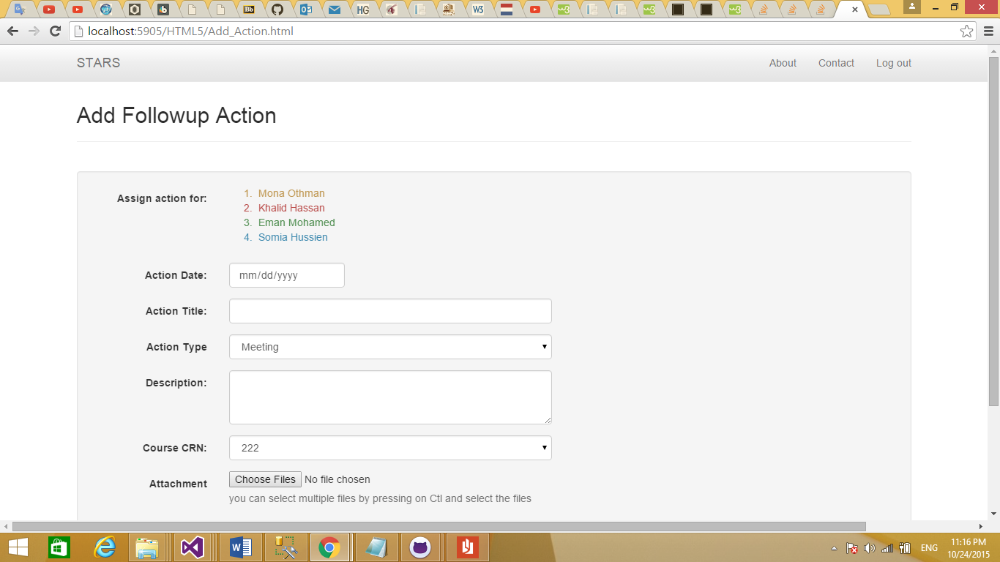 Bb
HG
W3
w3
w3
w3
localhost:5905/HTML5/Add_Action.html
STARS
About
Contact
Log out
Add Followup Action
Assign action for:
1. Mona Othman
2. Khalid Hassan
3. Eman Mohamed
4. Somia Hussien
Action Date:
mm/dd/yyyy
Action Title:
Action Type
Meeting
Description:
Course CRN:
222
Attachment
Choose Files No file chosen
you can select multiple files by pressing on Ctl and select the files
ENG
11:16 PM
10/24/2015